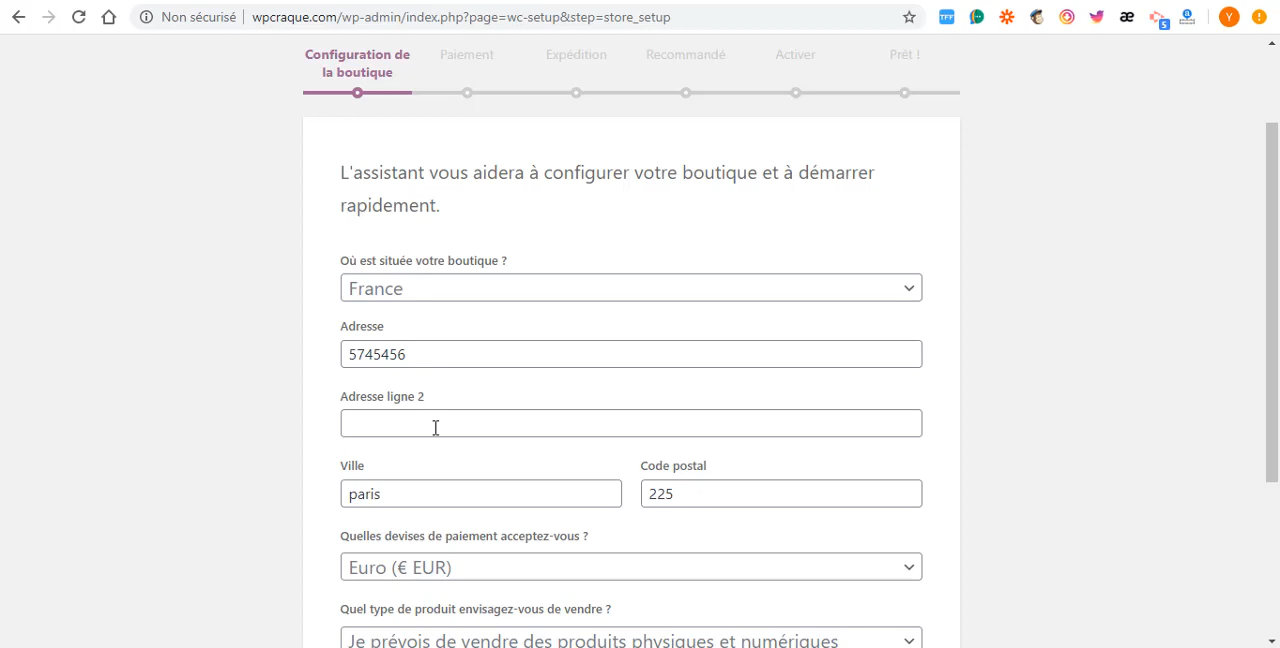 Non sécurisé
wpcraque.com/wp-admin/index.php?page=wc-setup&step=store_setup
TFF
æ
5
Y
Configuration de
la boutique
Paiement
Expédition
Recommandé
Activer
Prêt !
L'assistant vous aidera à configurer votre boutique et à démarrer
rapidement.
Où est située votre boutique ?
France
Adresse
5745456
Adresse ligne 2
Ville
Code postal
paris
225
Quelles devises de paiement acceptez-vous ?
Euro (€ EUR)
Quel type de produit envisagez-vous de vendre ?
Je prévois de vendre des produits physiques et numériques